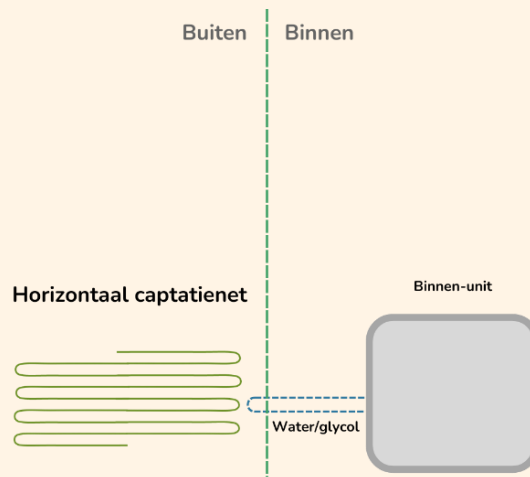 Buiten
Binnen
Binnen-unit
Horizontaal captatienet
Water/glycol